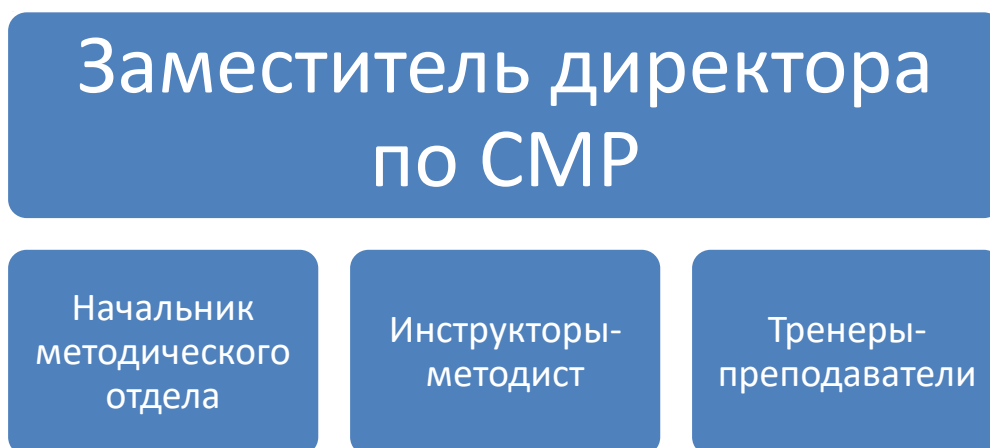 Заместитель директора
по СМР
Начальник
методического
отдела
Инструкторы-
методист
Тренеры-
преподаватели